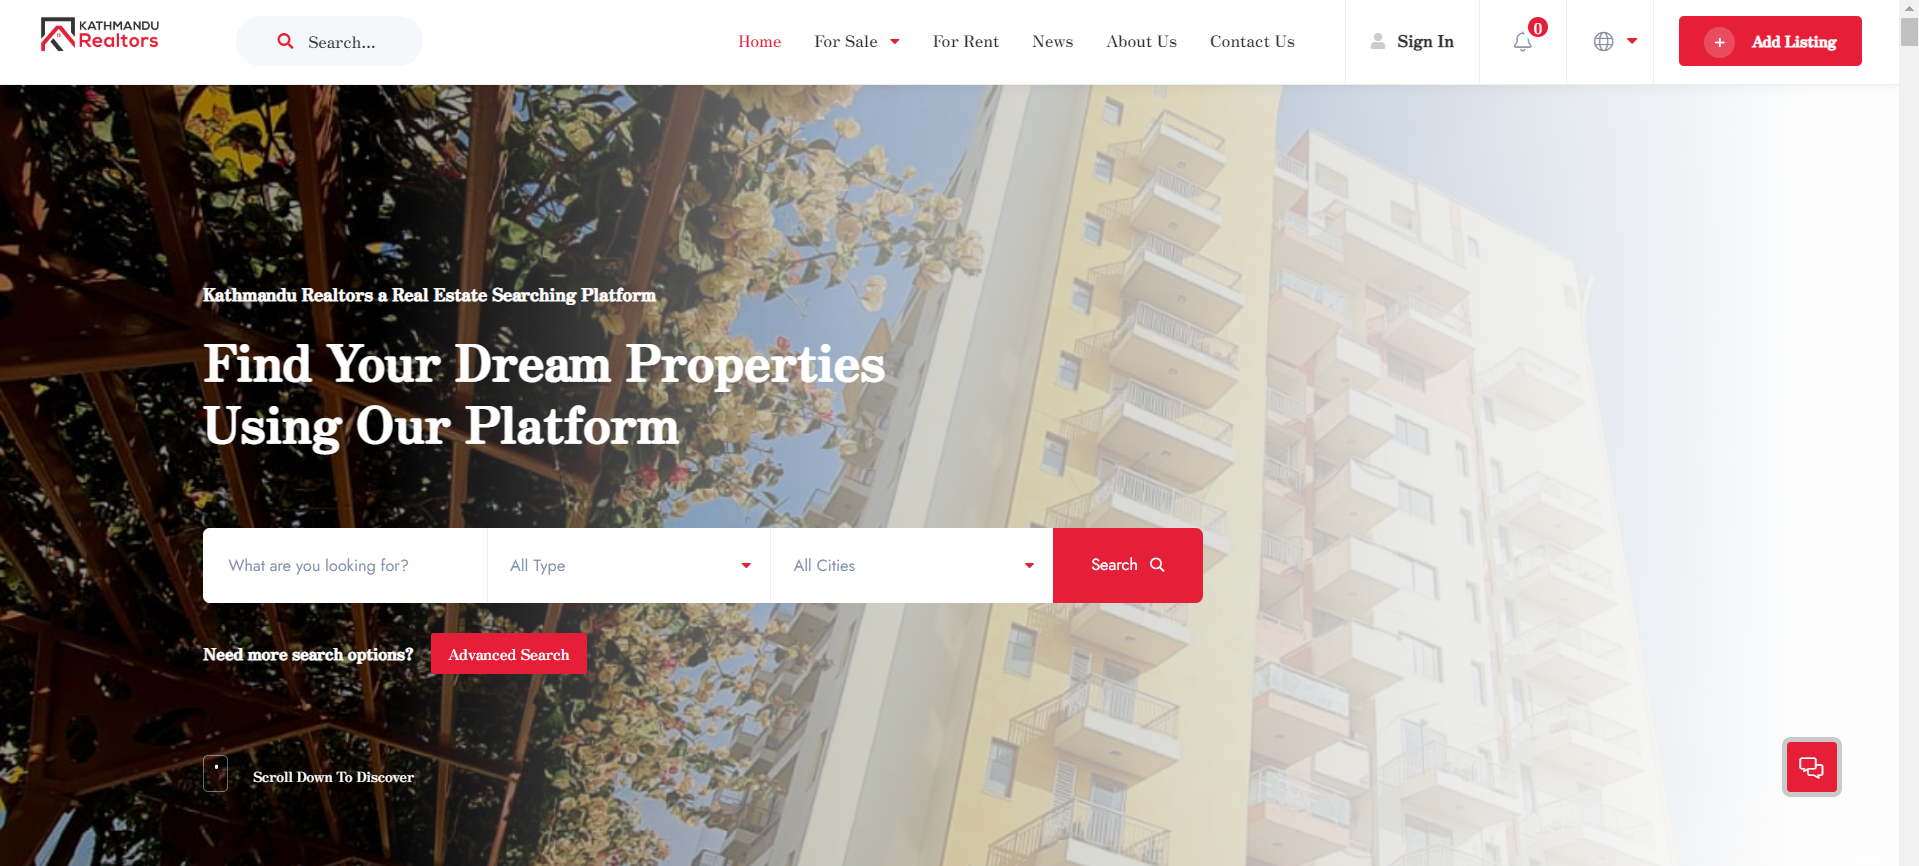 KATHMANDU
Realtors
Search...
Home
For Sale
For Rent
News
About Us
Contact Us
Sign In
0
+ Add Listing
Kathmandu Realtors a Real Estate Searching Platform
Find Your Dream Properties
Using Our Platform
What are you looking for?
All Type
All Cities
Search
Need more search options?
Advanced Search
Scroll Down To Discover